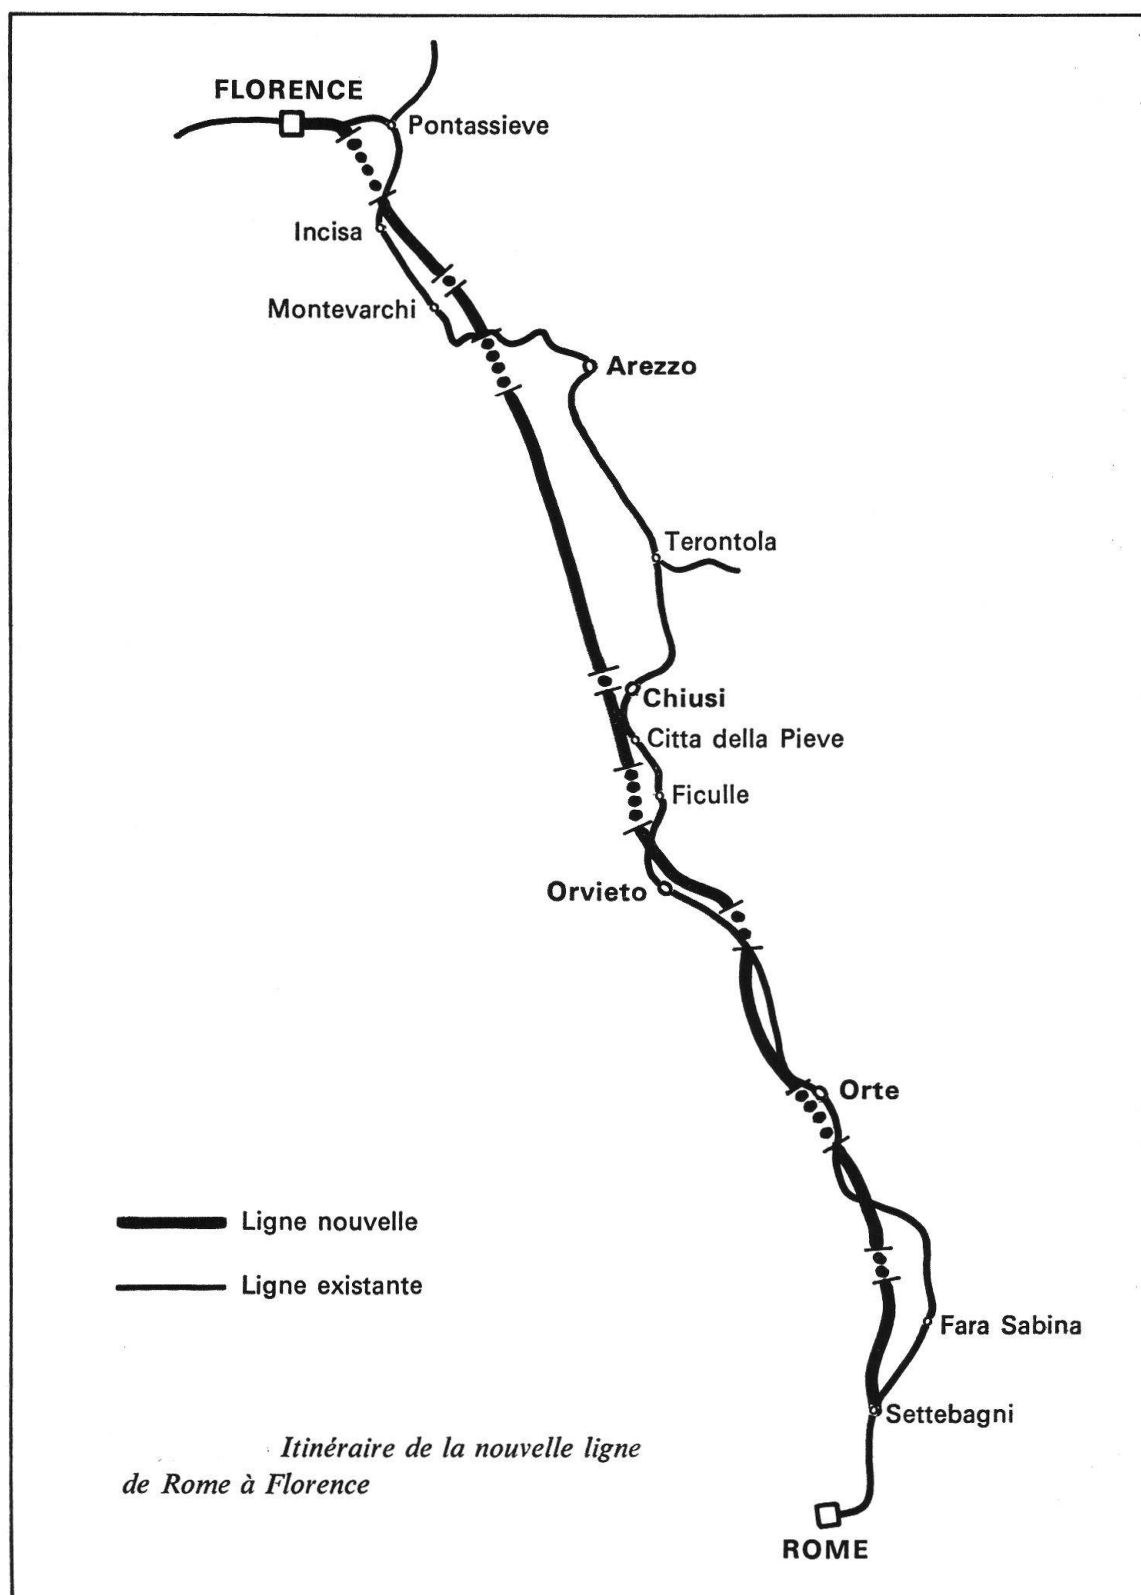 FLORENCE
Pontassieve
Incisa
Montevarchi
Arezzo
Terontola
Chiusi
Citta della Pieve
Ficulle
Orvieto
Orte
Ligne nouvelle
Ligne existante
Fara Sabina
Settebagni
Itinéraire de la nouvelle ligne
de Rome à Florence
ROME